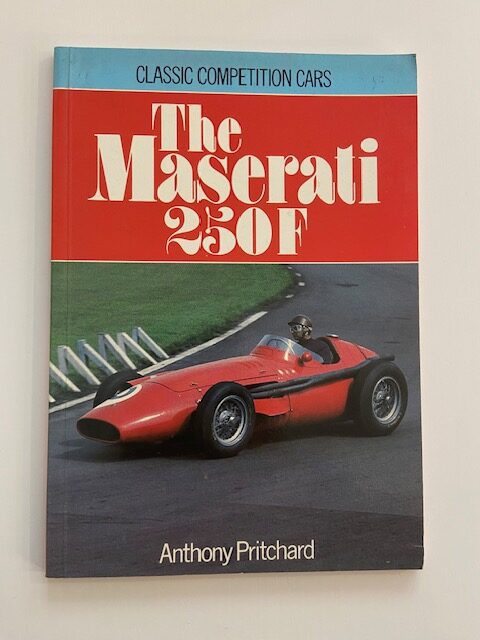 CLASSIC COMPETITION CARS
The
Maserati
250F
Anthony Pritchard